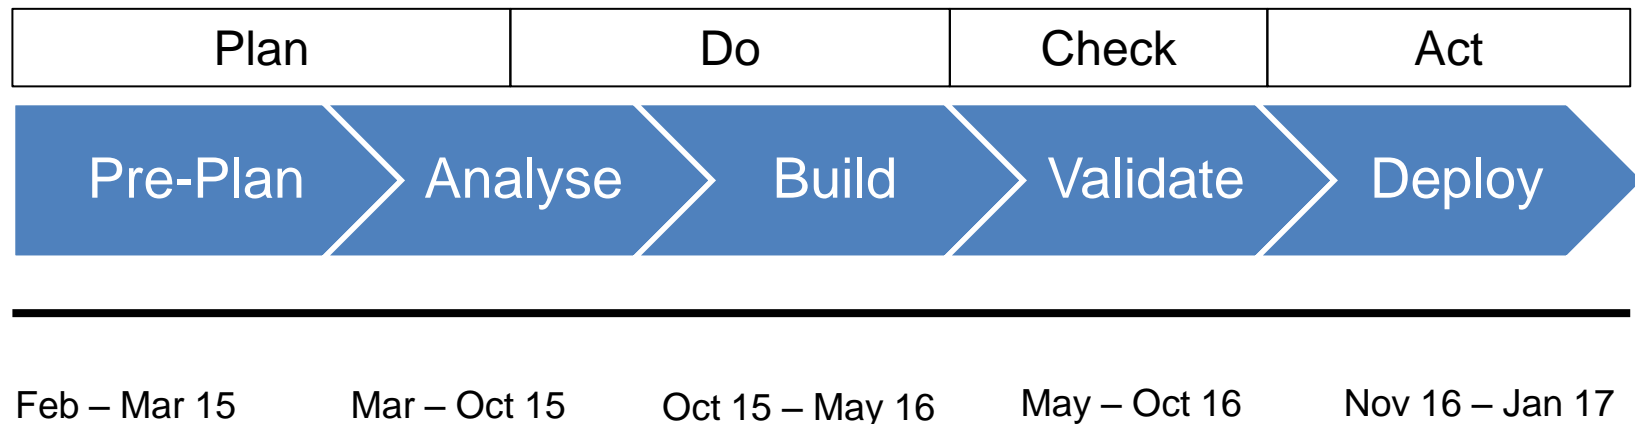 Plan Do Check Act
Pre-Plan Analyse Build Validate Deploy
Feb – Mar 15 Mar – Oct 15 Oct 15 – May 16 May – Oct 16 Nov 16 – Jan 17